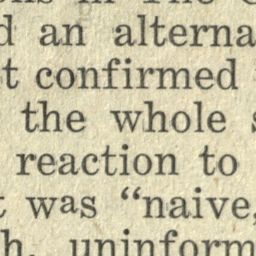 an alterna
t confirmed
the whole
reaction to
was “naive,
h, uninform